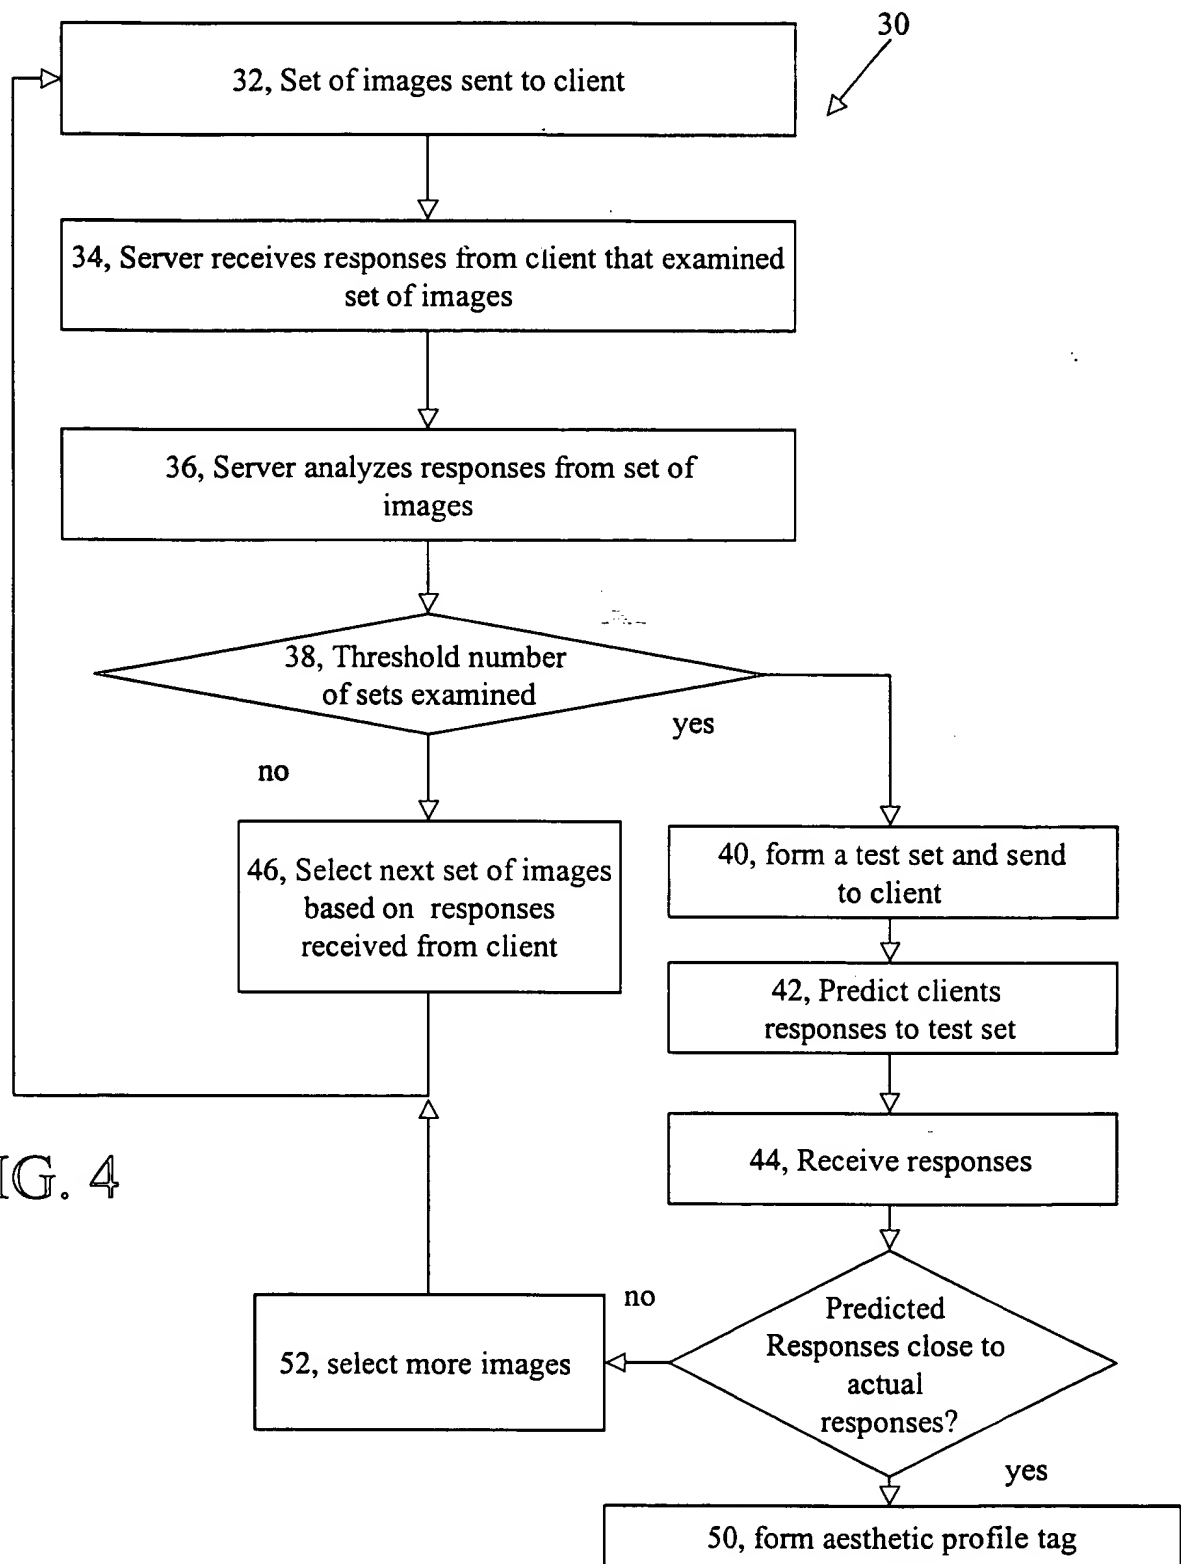 30
32, Set of images sent to client
34, Server receives responses from client that examined
set of images
36, Server analyzes responses from set of
images
38, Threshold number
of sets examined
yes
no
46, Select next set of images
based on responses
received from client
40, form a test set and send
to client
42, Predict clients
responses to test set
44, Receive responses
IG. 4
no
Predicted
Responses close to
actual
responses?
52, select more images
yes
50, form aesthetic profile tag